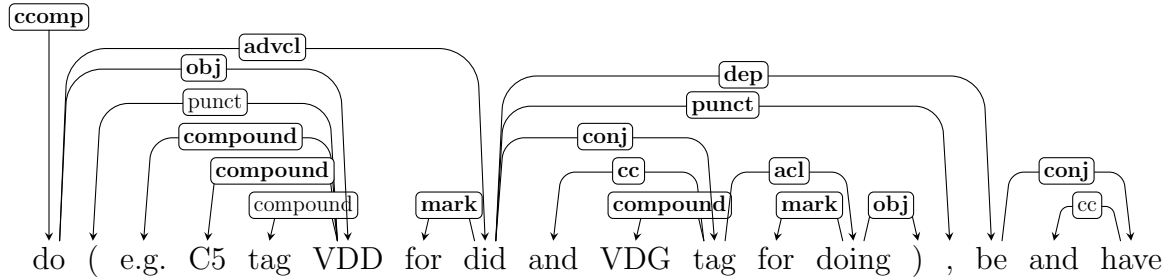 ccomp
advcl
obj
dep
punct
punct
compound
conj
compound
cc
acl
conj
compound
mark
compound
mark
obj
cc
do ( e.g. C5 tag VDD for did and VDG tag for doing ) , be and have